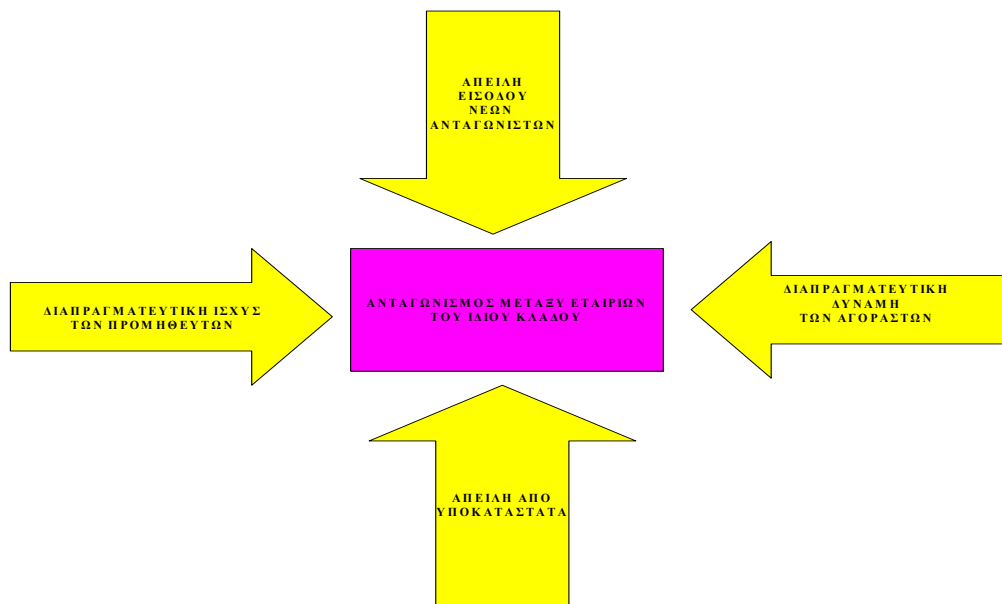 ΑΠΕΙΛΗ
ΕΙΣΟΔΟΥ
ΝΕΩΝ
ΑΝΤΑΓΩΝΙΣΤΩΝ
ΔΙΑΠΡΑΓΜΑΤΕΥΤΙΚΗ ΙΣΧΥΣ
ΤΩΝ ΠΡΟΜΗΘΕΥΤΩΝ
ΑΝΤΑΓΩΝΙΣΜΟΣ ΜΕΤΑΞΥ ΕΤΑΙΡΙΩΝ
ΤΟΥ ΙΔΙΟΥ ΚΛΑΔΟΥ
ΔΙΑΠΡΑΓΜΑΤΕΥΤΙΚΗ
ΔΥΝΑΜΗ
ΤΩΝ ΑΓΟΡΑΣΤΩΝ
ΑΠΕΙΛΗ ΑΠΟ
ΥΠΟΚΑΤΑΣΤΑΤΑ